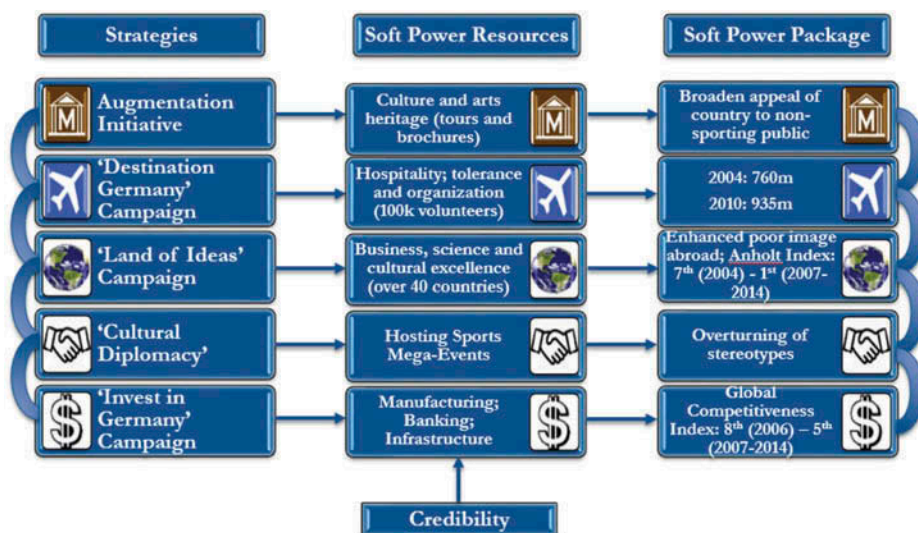 Strategies
Soft Power Resources
Soft Power Package
M
Augmentation
Initiative
Culture and arts
heritage (tours and
brochures)
M
Broaden appeal of
country to non-
sporting public
M
‘Destination
Germany’
Campaign
Hospitality; tolerance
and organization
(100k volunteers)
2004: 760m
2010: 935m
‘Land of Ideas’
Campaign
Business, science and
cultural excellence
(over 40 countries)
Enhanced poor image
abroad; Anholt Index:
7th (2004) - 1st (2007-
2014)
‘Cultural
Diplomacy’
Hosting Sports
Mega-Events
Overturning of
stereotypes
$
‘Invest in
Germany’
Campaign
Manufacturing;
Banking;
Infrastructure
$
Global
Competitiveness
Index: 8th (2006) – 5th
(2007-2014)
$
Credibility